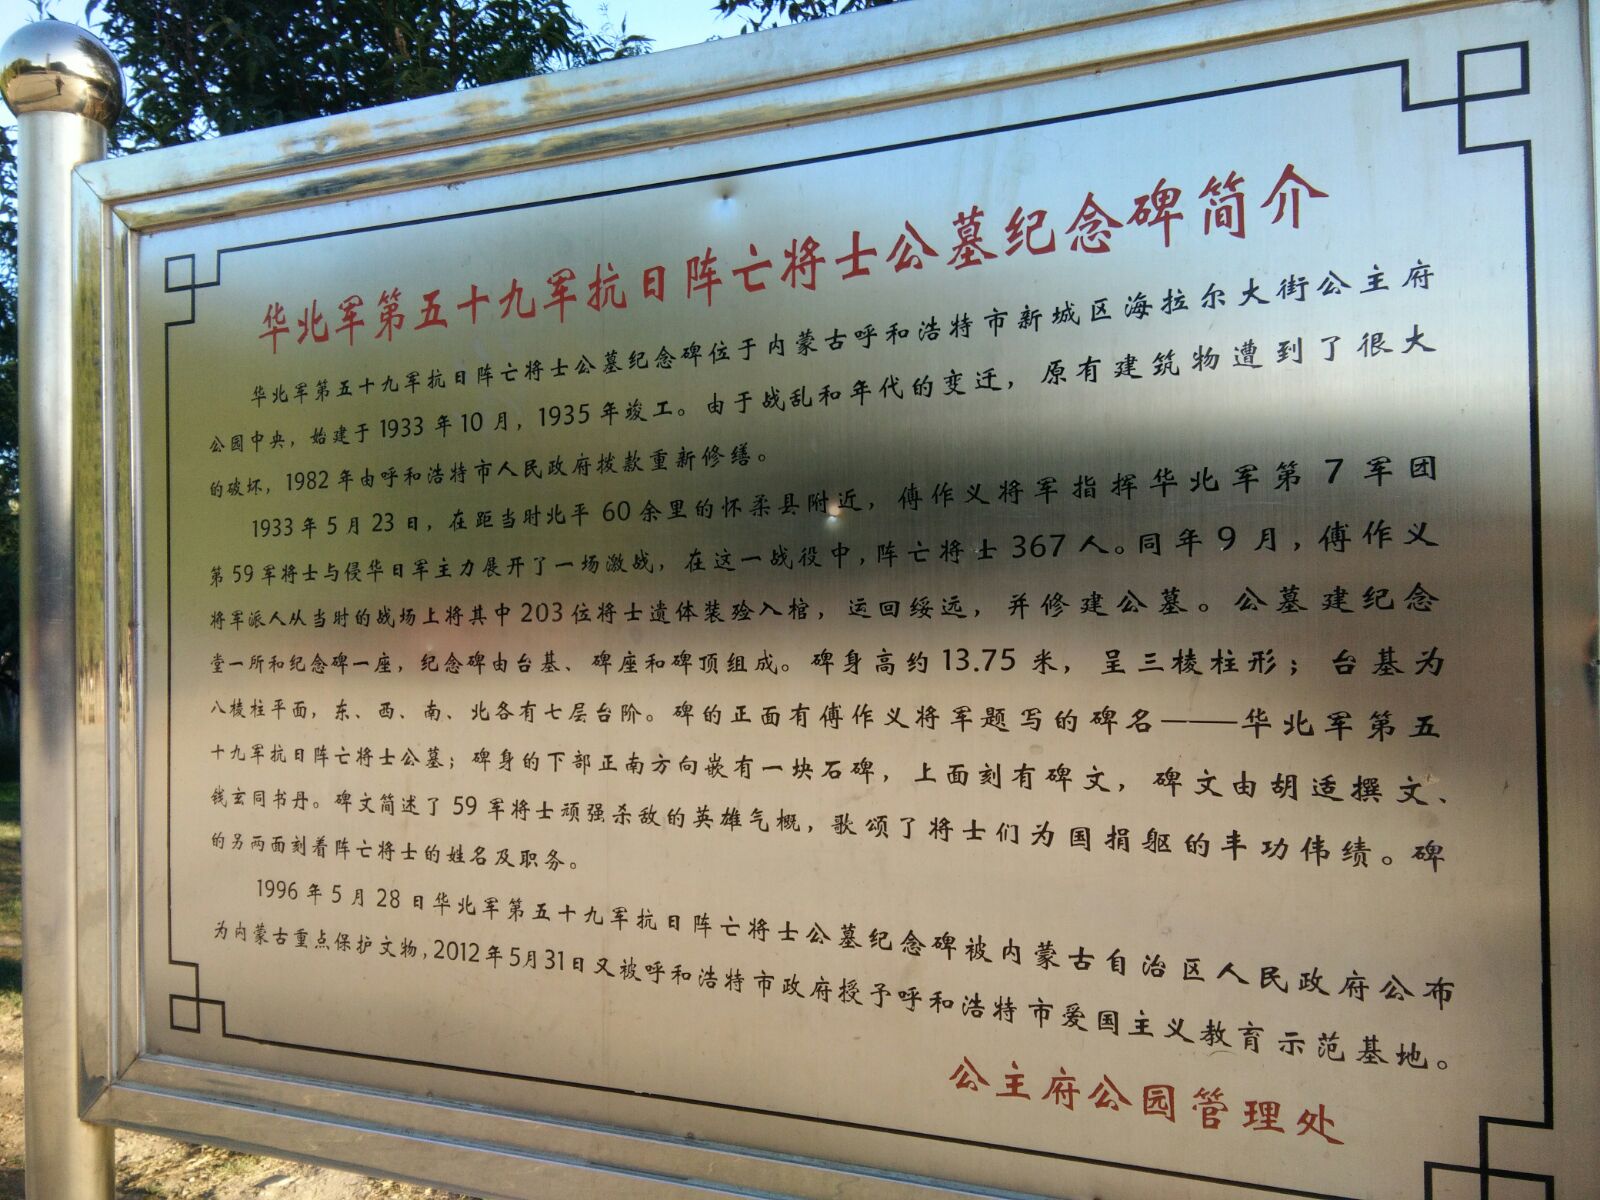 华北军第五十九军抗日阵亡将士公墓纪念碑简介
华北军第五十九军抗日阵亡将士公墓纪念碑位于内蒙古呼和浩特市新城区海拉尔大街公主府
公园中央，始建于1933年10月，1935年竣工。由于战乱和年代的变迁，原有建筑物遭到了很大
的破坏，1982年由呼和浩特市人民政府拨款重新修缮。
1933年5月23日，在距当时北平60余里的怀柔县附近，傅作义将军指挥华北军第7军团
第59军将士与侵华日军主力展开了一场激战，在这一战役中，阵亡将士367人。同年9月，傅作义
将军派人从当时的战场上将其中203位将士遗体装殓入棺，运回绥远，并修建公墓。公墓建纪念
堂一所和纪念碑一座，纪念碑由台基、碑座和碑顶组成。碑身高约13.75米，呈三棱柱形；台基为
八棱柱平面，东、西、南、北各有七层台阶。碑的正面有傅作义将军题写的碑名——华北军第五
十九军抗日阵亡将士公墓；碑身的下部正南方向嵌有一块石碑，上面刻有碑文，碑文由胡适撰文、
钱玄同书丹。碑文简述了59军将士顽强杀敌的英雄气概，歌颂了将士们为国捐躯的丰功伟绩。碑
的另两面刻着阵亡将士的姓名及职务。
1996年5月28日华北军第五十九军抗日阵亡将士公墓纪念碑被内蒙古自治区人民政府公布
为内蒙古重点保护文物，2012年5月31日又被呼和浩特市政府授予呼和浩特市爱国主义教育示范基地。
公主府公园管理处